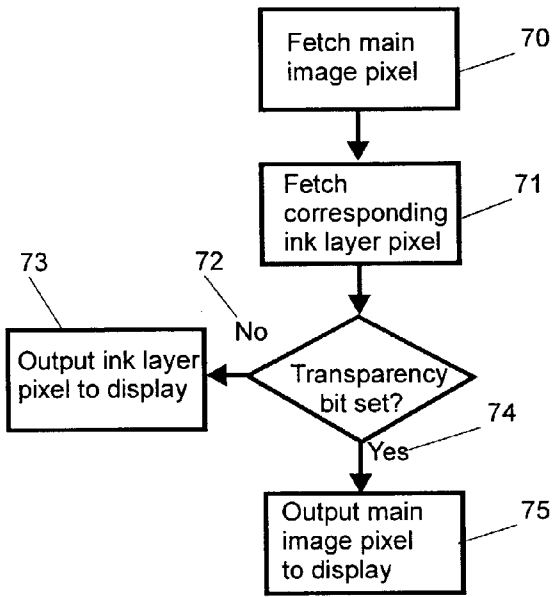 Fetch main
image pixel
70
Fetch
corresponding
ink layer pixel
71
72
No
73
Output ink layer
pixel to display
Transparency
bit set?
74
Yes
Output main
image pixel
to display
75